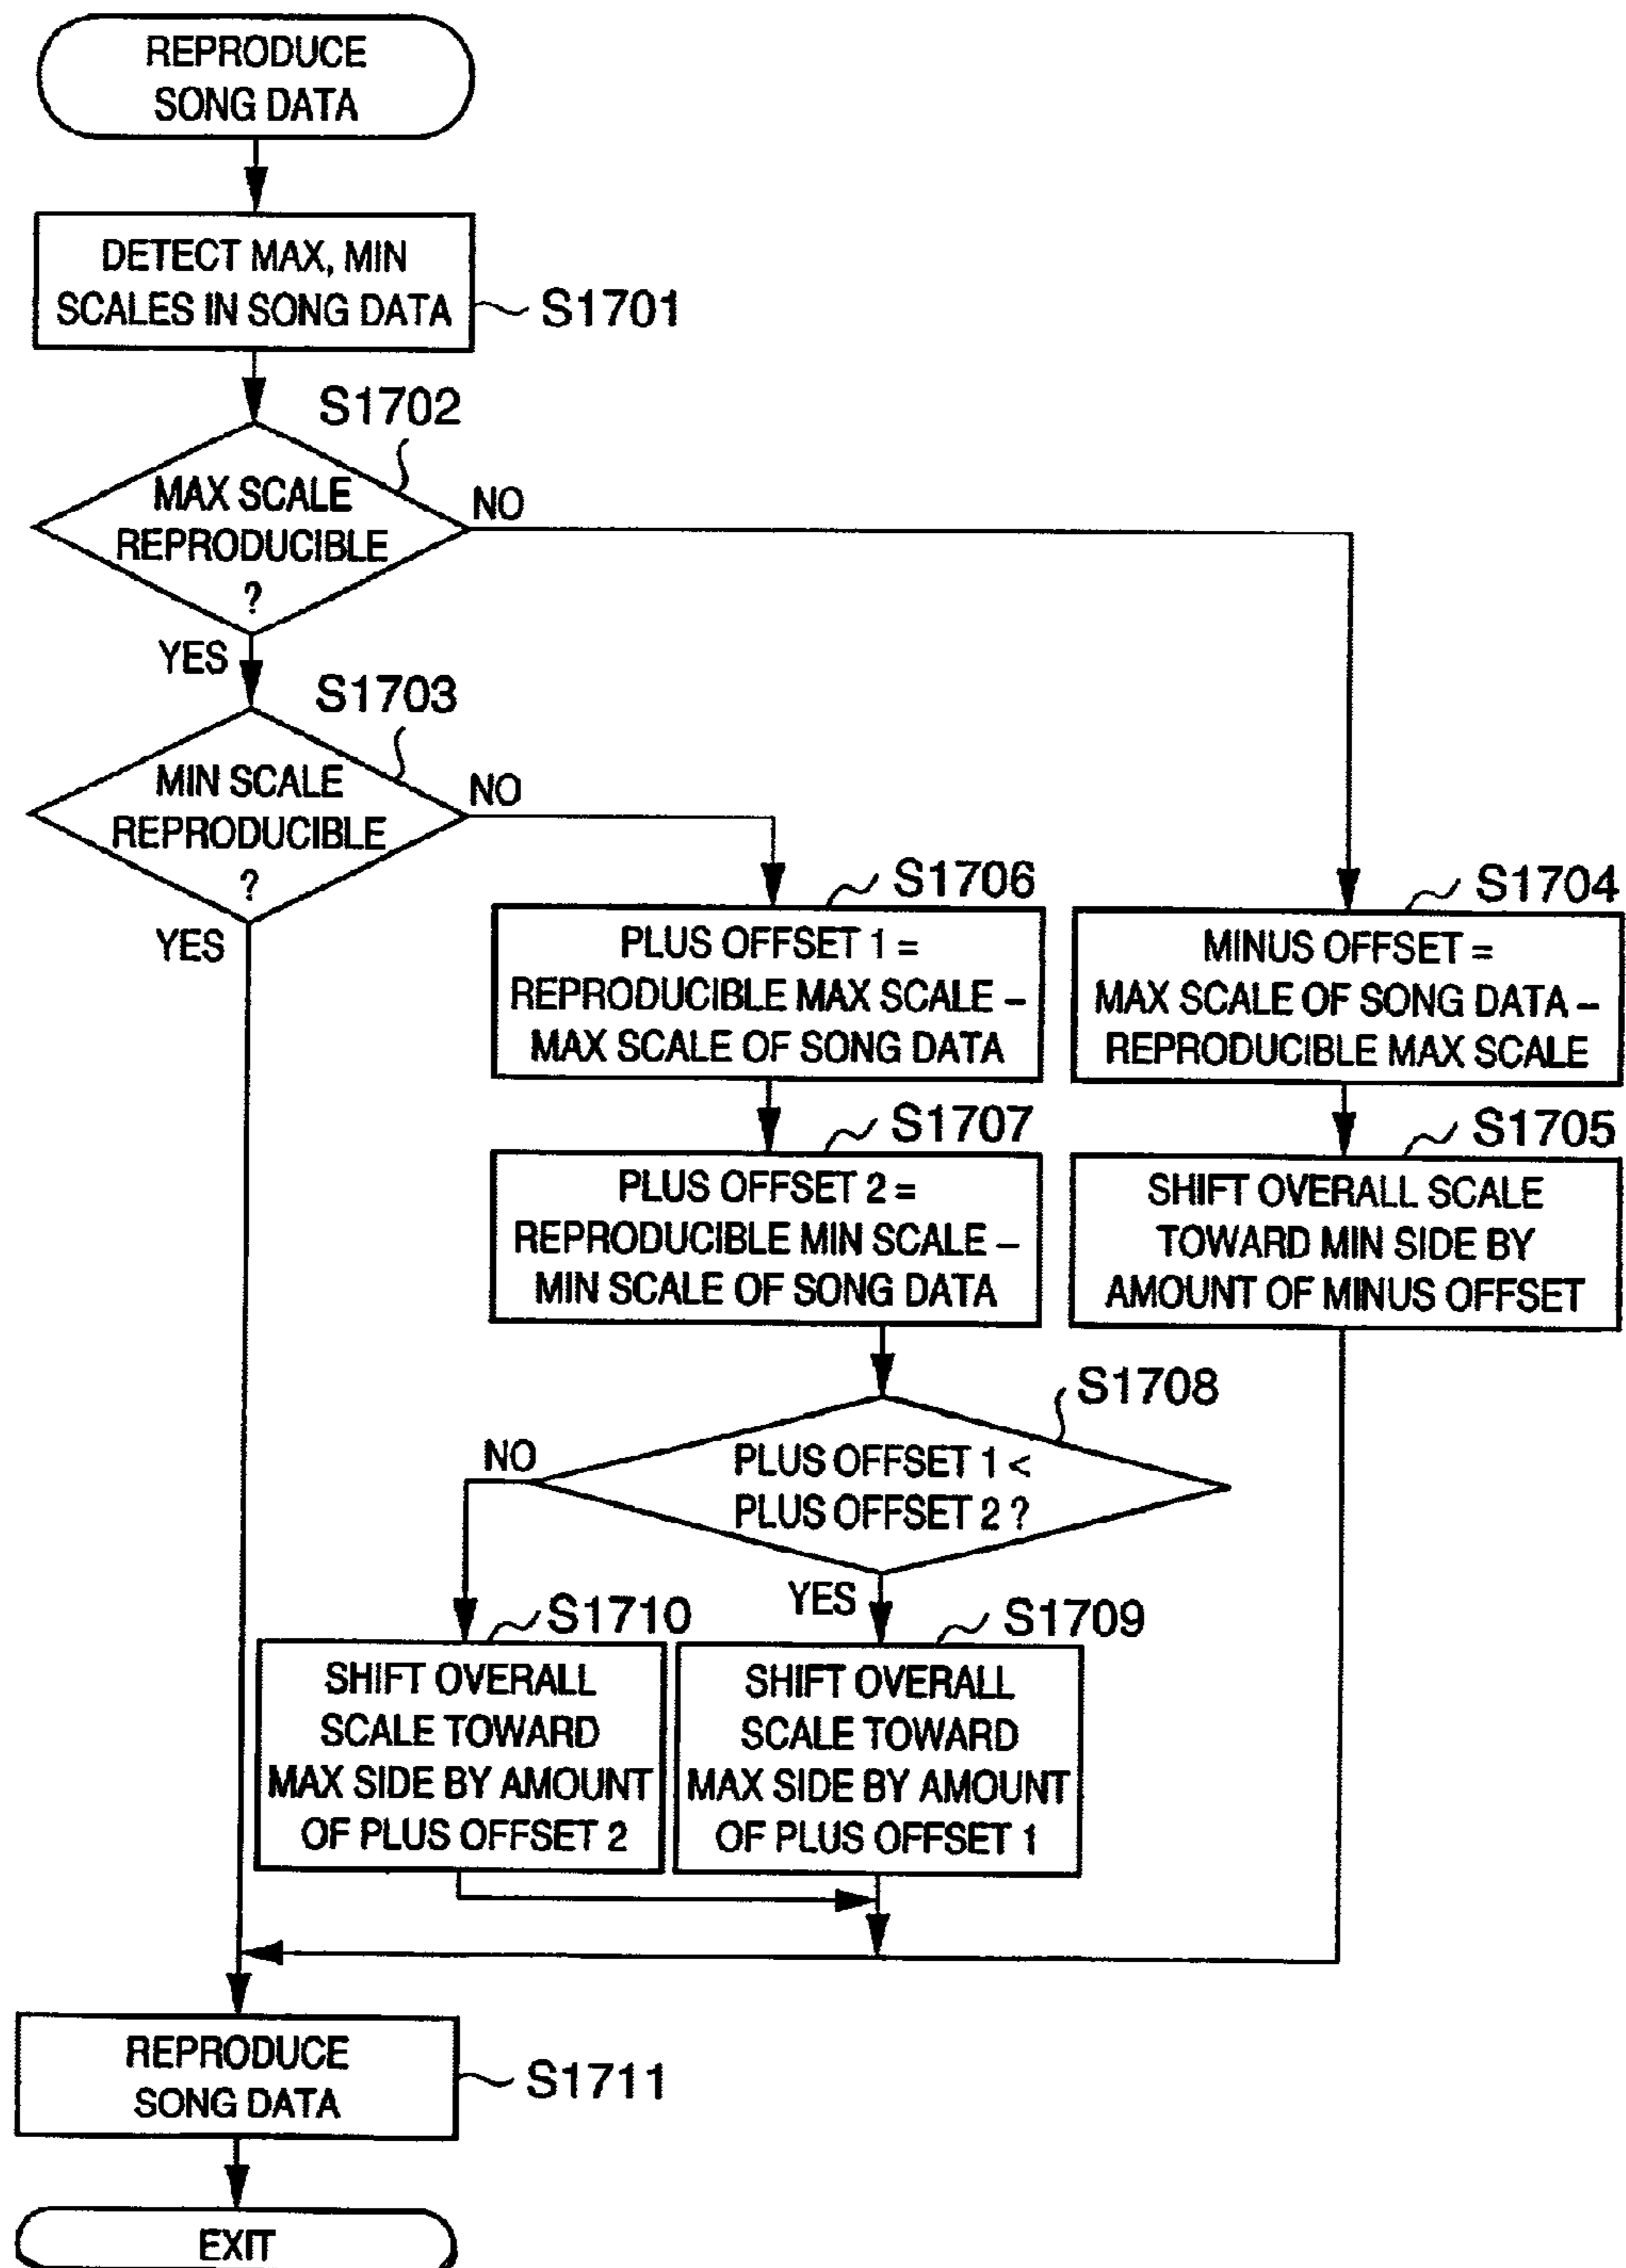 REPRODUCE
SONG DATA
DETECT MAX, MIN
SCALES IN SONG DATA
S1701
S1702
MAX SCALE
REPRODUCIBLE
?
NO
YES
S1703
MIN SCALE
REPRODUCIBLE
?
NO
YES
S1706
PLUS OFFSET 1 =
REPRODUCIBLE MAX SCALE –
MAX SCALE OF SONG DATA
S1704
MINUS OFFSET =
MAX SCALE OF SONG DATA –
REPRODUCIBLE MAX SCALE
S1707
PLUS OFFSET 2 =
REPRODUCIBLE MIN SCALE –
MIN SCALE OF SONG DATA
S1705
SHIFT OVERALL SCALE
TOWARD MIN SIDE BY
AMOUNT OF MINUS OFFSET
S1708
PLUS OFFSET 1 <
PLUS OFFSET 2 ?
NO
YES
S1710
SHIFT OVERALL
SCALE TOWARD
MAX SIDE BY AMOUNT
OF PLUS OFFSET 2
S1709
SHIFT OVERALL
SCALE TOWARD
MAX SIDE BY AMOUNT
OF PLUS OFFSET 1
REPRODUCE
SONG DATA
S1711
EXIT